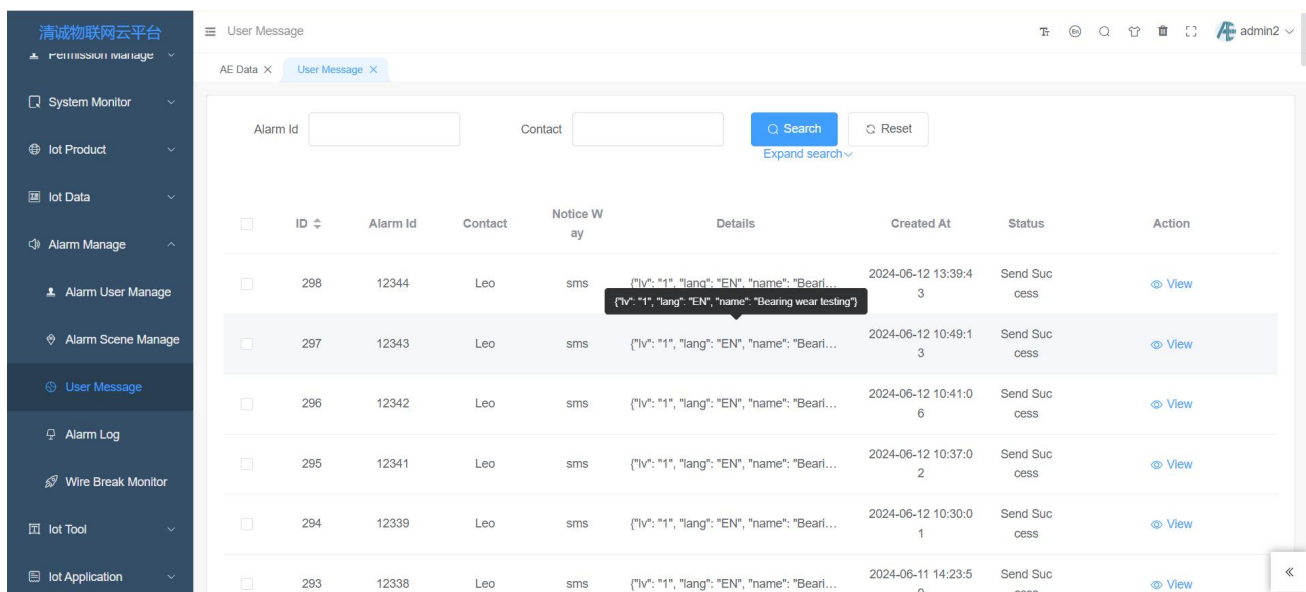 清诚物联网云平台
User Message
admin2
Permission Manage
AE Data
User Message
System Monitor
Alarm Id
Contact
Search
Reset
Expand search
Iot Product
Iot Data
Alarm Manage
Alarm User Manage
Alarm Scene Manage
User Message
Alarm Log
Wire Break Monitor
Iot Tool
Iot Application
ID Alarm Id Contact Notice W Details Created At Status Action
ay
298 12344 Leo sms {"lv": "1", "lang": "EN", "name": "Beari... 2024-06-12 13:39:4 Send Suc View
3 cess
{"lv": "1", "lang": "EN", "name": "Bearing wear testing"}
297 12343 Leo sms {"lv": "1", "lang": "EN", "name": "Beari... 2024-06-12 10:49:1 Send Suc View
3 cess
296 12342 Leo sms {"lv": "1", "lang": "EN", "name": "Beari... 2024-06-12 10:41:0 Send Suc View
6 cess
295 12341 Leo sms {"lv": "1", "lang": "EN", "name": "Beari... 2024-06-12 10:37:0 Send Suc View
2 cess
294 12339 Leo sms {"lv": "1", "lang": "EN", "name": "Beari... 2024-06-12 10:30:0 Send Suc View
1 cess
293 12338 Leo sms {"lv": "1", "lang": "EN", "name": "Beari... 2024-06-11 14:23:5 Send Suc View
cess